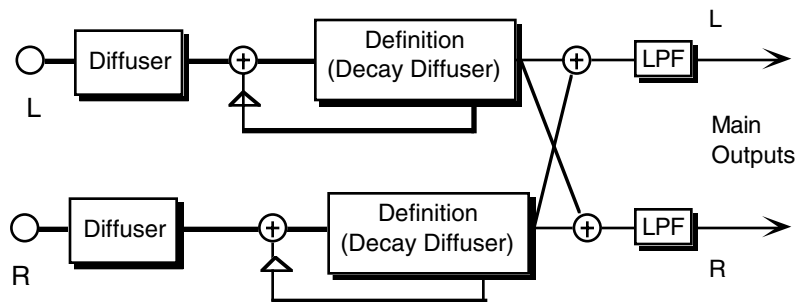 L
Diffuser
+
Definition
(Decay Diffuser)
+
LPF
L
Main
Outputs
R
Diffuser
+
Definition
(Decay Diffuser)
+
LPF
R